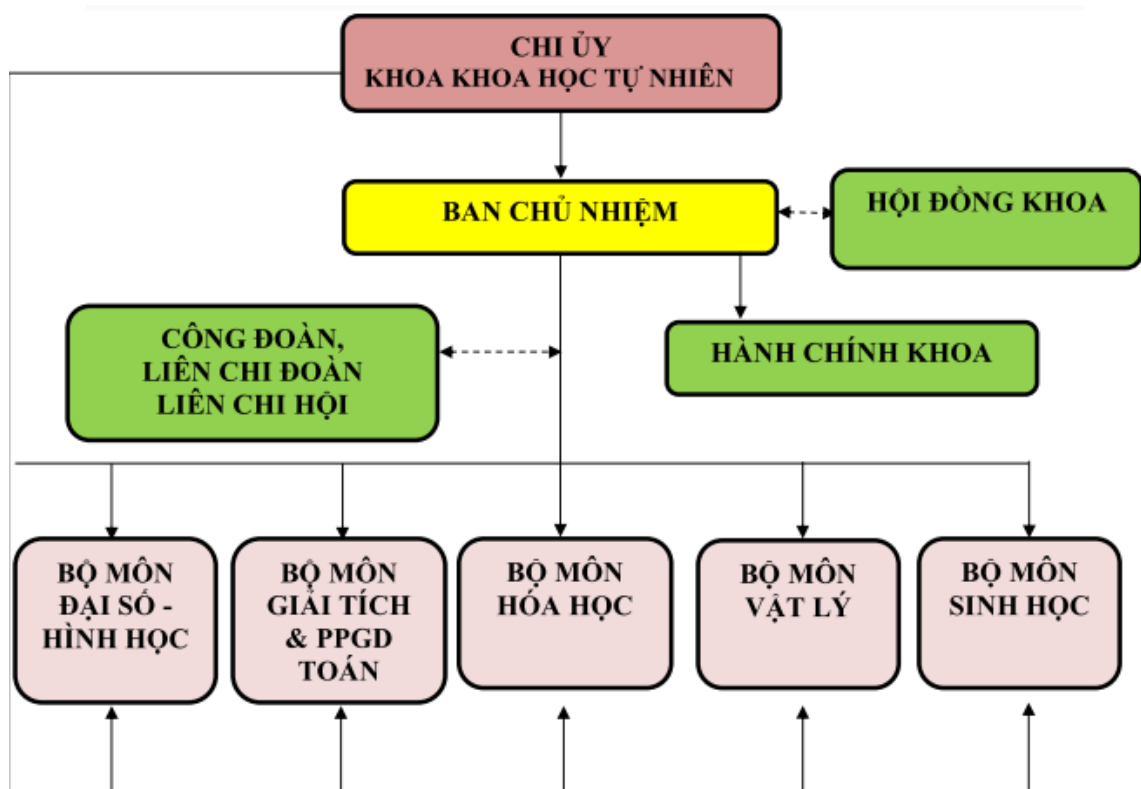 CHI ỦY
KHOA KHOA HỌC TỰ NHIÊN
BAN CHỦ NHIỆM
HỘI ĐỒNG KHOA
CÔNG ĐOÀN,
LIÊN CHI ĐOÀN
LIÊN CHI HỘI
HÀNH CHÍNH KHOA
BỘ MÔN
ĐẠI SỐ -
HÌNH HỌC
BỘ MÔN
GIẢI TÍCH
& PPGD
TOÁN
BỘ MÔN
HÓA HỌC
BỘ MÔN
VẬT LÝ
BỘ MÔN
SINH HỌC